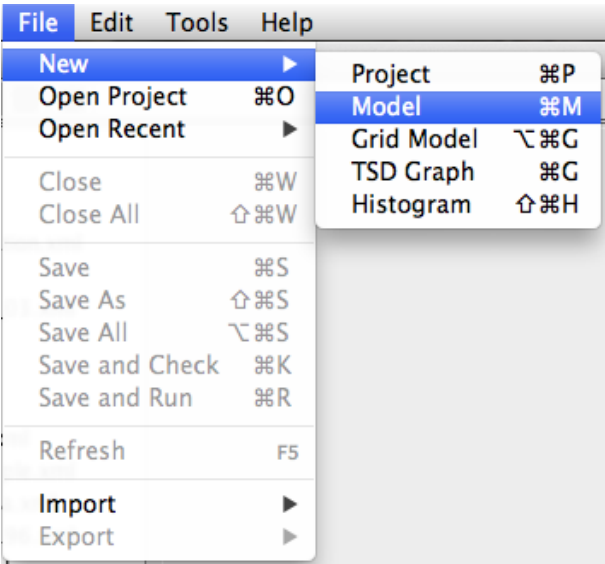 File Edit Tools Help
New ▶
Open Project ⌘O
Open Recent ▶
Close ⌘W
Close All ⇧⌘W
Save ⌘S
Save As ⇧⌘S
Save All ⌥⌘S
Save and Check ⌘K
Save and Run ⌘R
Refresh F5
Import ▶
Export ▶
Project ⌘P
Model ⌘M
Grid Model ⌥⌘G
TSD Graph ⌘G
Histogram ⇧⌘H